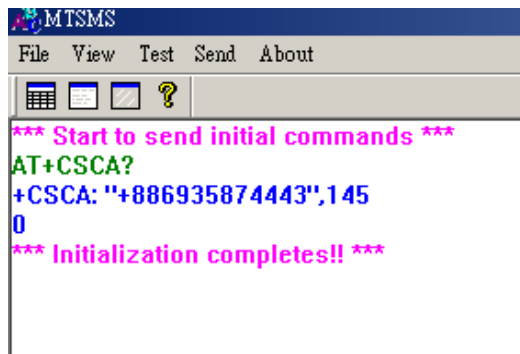 MTSMS
File View Test Send About
*** Start to send initial commands ***
AT+CSCA?
+CSCA: "+886935874443",145
0
*** Initialization completes!! ***